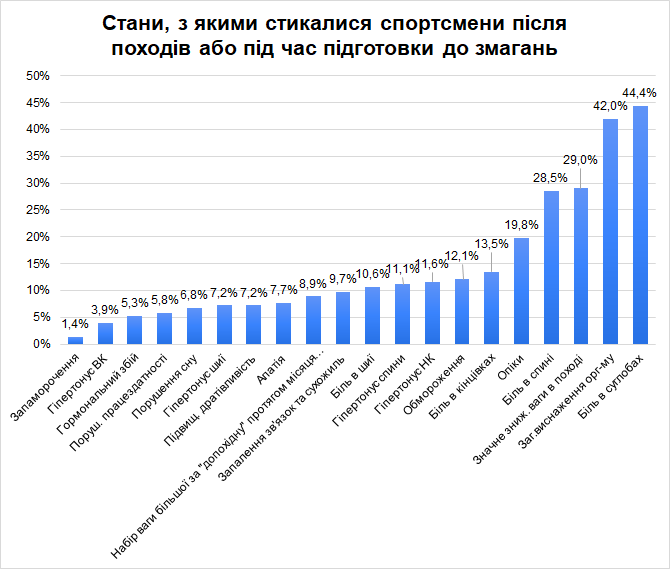 Стани, з якими стикалися спортсмени після
походів або під час підготовки до змагань
50%
45%
40%
35%
30%
25%
20%
15%
10%
5%
0%
1,4%
3,9%
5,3%
5,8%
6,8%
7,2%
7,2%
7,7%
8,9%
9,7%
10,6%
11,1%
11,6%
12,1%
13,5%
19,8%
28,5%
29,0%
42,0%
44,4%
Запаморочення
Гіпертонус ВК
Гормональний збій
Поруш. працездатності
Порушення сну
Гіпертонус шиї
Підвищ. дратівливість
Апатія
Набір ваги більшої за "допохідну" протягом місяця...
Запалення зв'язок та сухожиль
Біль в шиї
Гіпертонус спини
Гіпертонус НК
Обмороження
Біль в кінцівках
Опіки
Біль в спині
Значне зниж. ваги в поході
Заг.виснаження орг-му
Біль в суглобах